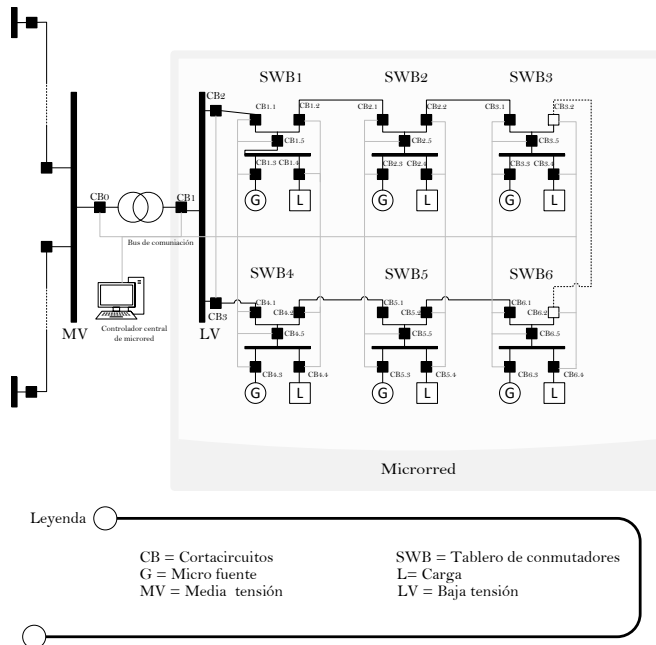 SWB1 SWB2 SWB3
CB2
CB1.1 CB1.2 CB2.1 CB2.2 CB3.1 CB3.2
CB1.5 CB2.5 CB3.5
CB1.3 CB1.4 CB2.3 CB2.4 CB3.3 CB3.4
G L G L G L
CB0 CB1
Bus de comuniación
SWB4 SWB5 SWB6
CB3
CB4.1 CB4.2 CB5.1 CB5.2 CB6.1 CB6.2
MV LV
Controlador central
de microred
CB4.5 CB5.5 CB6.5
CB4.3 CB4.4 CB5.3 CB5.4 CB6.3 CB6.4
G L G L G L
Microrred
Leyenda
CB = Cortacircuitos SWB = Tablero de conmutadores
G = Micro fuente L= Carga
MV = Media tensión LV = Baja tensión